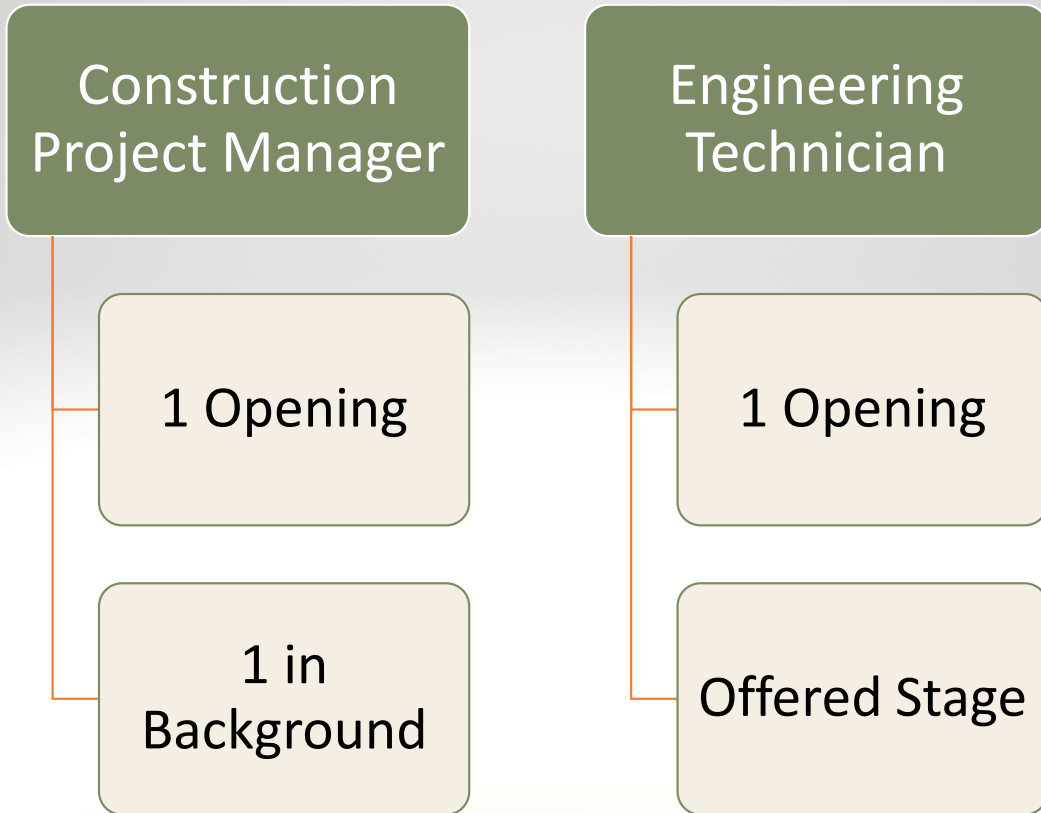 Construction
Project Manager
1 Opening
1 in
Background
Engineering
Technician
1 Opening
Offered Stage